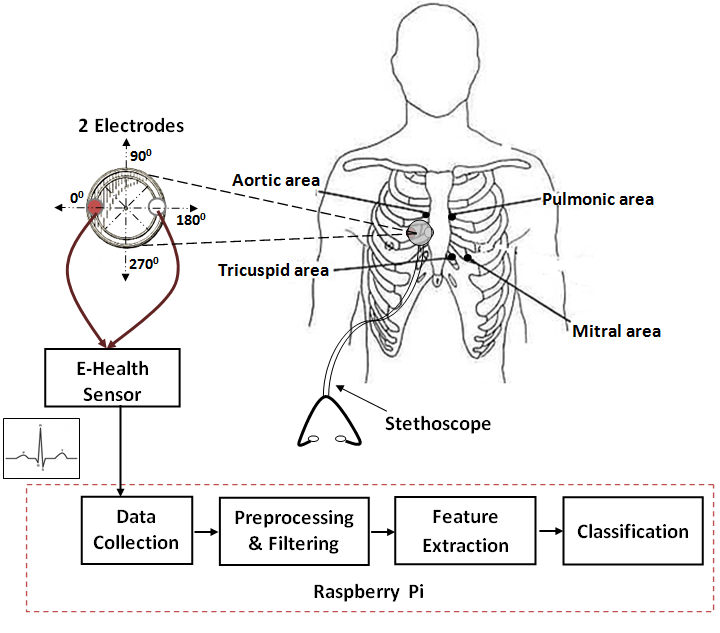 2 Electrodes
90⁰
0⁰
180⁰
270⁰
Aortic area
Pulmonic area
Tricuspid area
Mitral area
E-Health
Sensor
Stethoscope
Data
Collection
Preprocessing
& Filtering
Feature
Extraction
Classification
Raspberry Pi